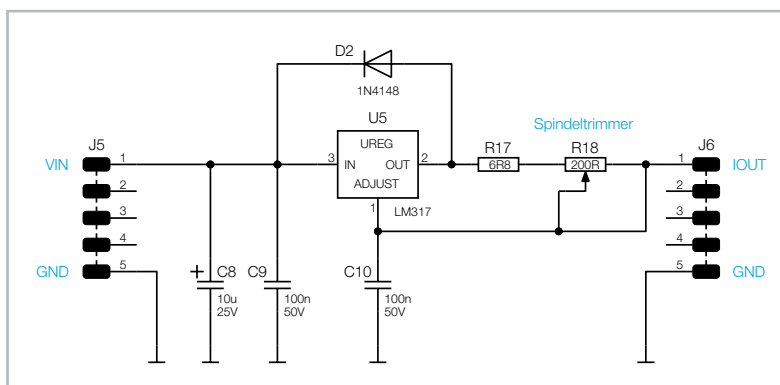 D2
1N4148
U5
UREG
3 IN OUT 2
ADJUST
1
LM317
Spindeltrimmer
R17
6R8
R18
200R
J5
VIN 1
2
3
4
GND 5
+ C8
10u
25V
C9
100n
50V
C10
100n
50V
J6
1 IOUT
2
3
4
5 GND